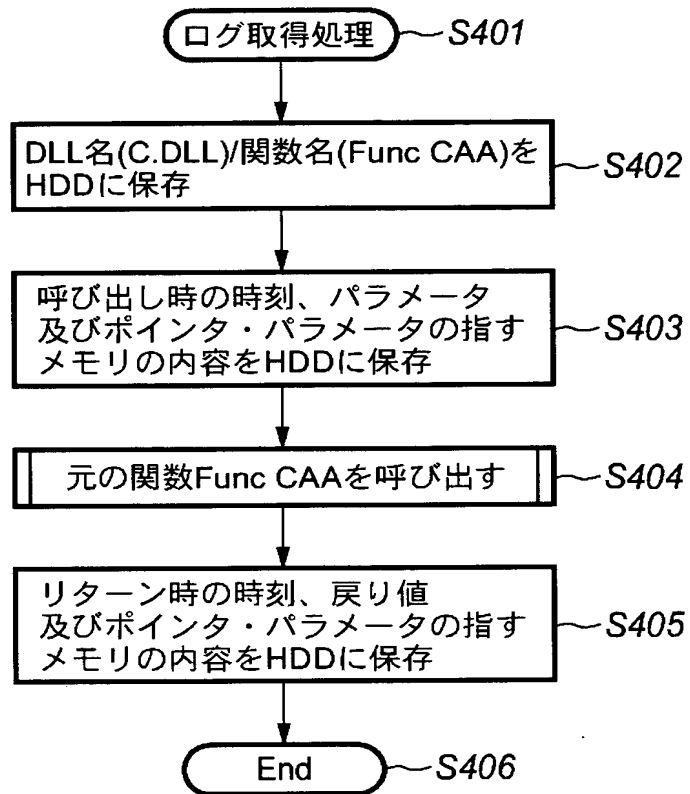 ログ取得処理 S401
DLL名(C.DLL)/関数名(Func CAA)を
HDDに保存
S402
呼び出し時の時刻、パラメータ
及びポインタ・パラメータの指す
メモリの内容をHDDに保存
S403
元の関数Func CAAを呼び出す S404
リターン時の時刻、戻り値
及びポインタ・パラメータの指す
メモリの内容をHDDに保存
S405
End S406